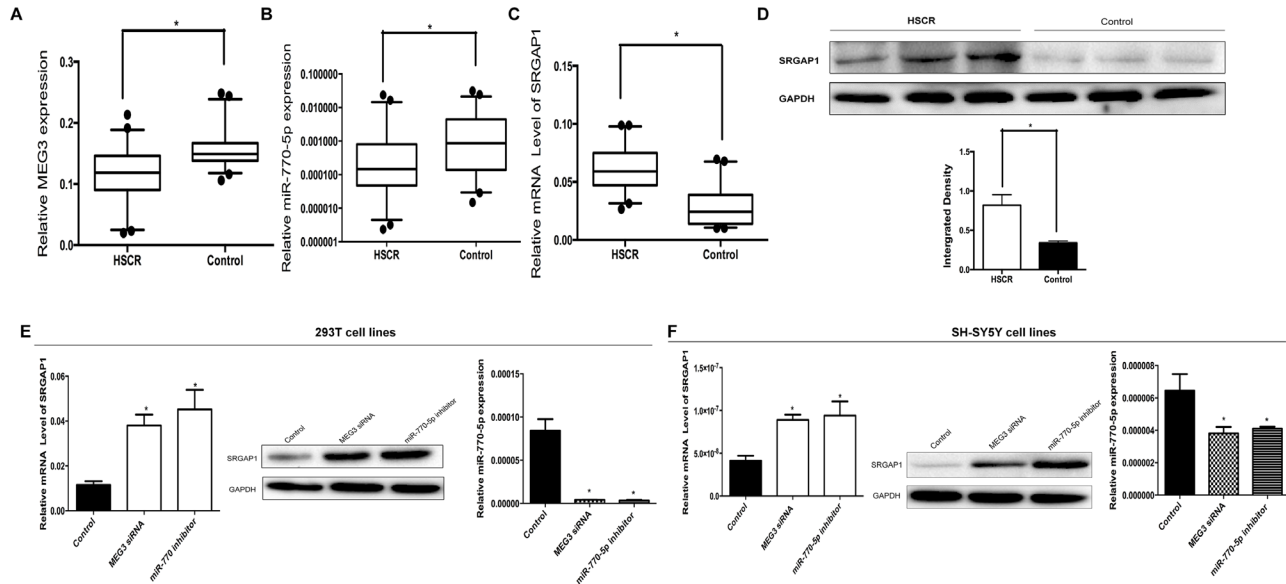 A
Relative MEG3 expression
*
0.3
0.2
0.1
0.0
HSCR
Control
B
Relative miR-770-5p expression
*
0.100000
0.010000
0.001000
0.000100
0.000010
0.000001
HSCR
Control
C
Relative mRNA Level of SRGAP1
*
0.15
0.10
0.05
0.00
HSCR
Control
D
HSCR
Control
SRGAP1
GAPDH
*
Intergrated Density
1.5
1.0
0.5
0.0
HSCR
Control
E
293T cell lines
Relative mRNA Level of SRGAP1
0.06
0.04
0.02
0.00
*
*
Control
MEG3 siRNA
miR-770 inhibitor
Control
MEG3 siRNA
miR-770-5p inhibitor
SRGAP1
GAPDH
Relative miR-770-5p expression
0.00015
0.00010
0.00005
0.00000
*
*
Control
MEG3 siRNA
miR-770-5p inhibitor
F
SH-SY5Y cell lines
Relative mRNA Level of SRGAP1
1.5×10-7
1.0×10-7
5.0×10-8
0.0
*
*
Control
MEG3 siRNA
miR-770-5p inhibitor
Control
MEG3 siRNA
miR-770-5p inhibitor
SRGAP1
GAPDH
Relative miR-770-5p expression
0.000008
0.000006
0.000004
0.000002
0.000000
*
*
Control
MEG3 siRNA
miR-770-5p inhibitor